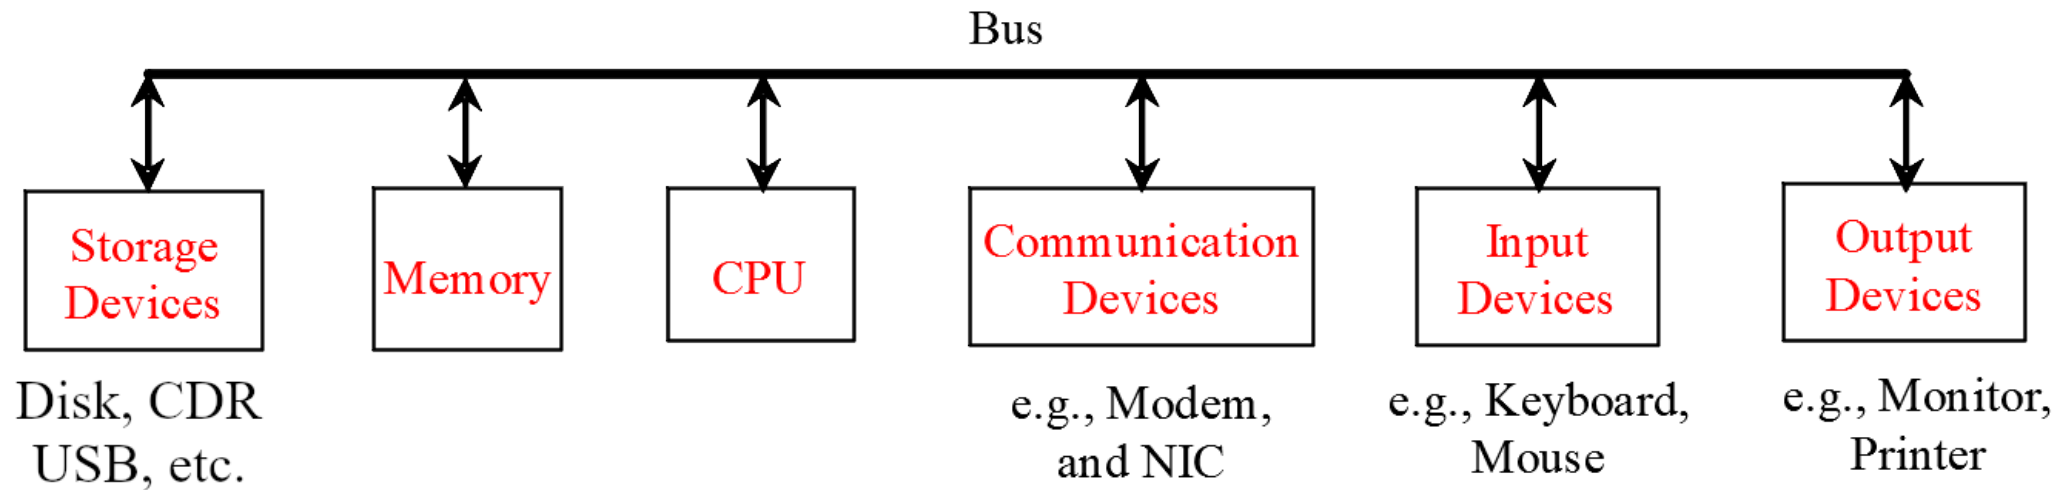 Bus
Storage
Devices
Memory
CPU
Communication
Devices
Input
Devices
Output
Devices
Disk, CDR
USB, etc.
e.g., Modem,
and NIC
e.g., Keyboard,
Mouse
e.g., Monitor,
Printer